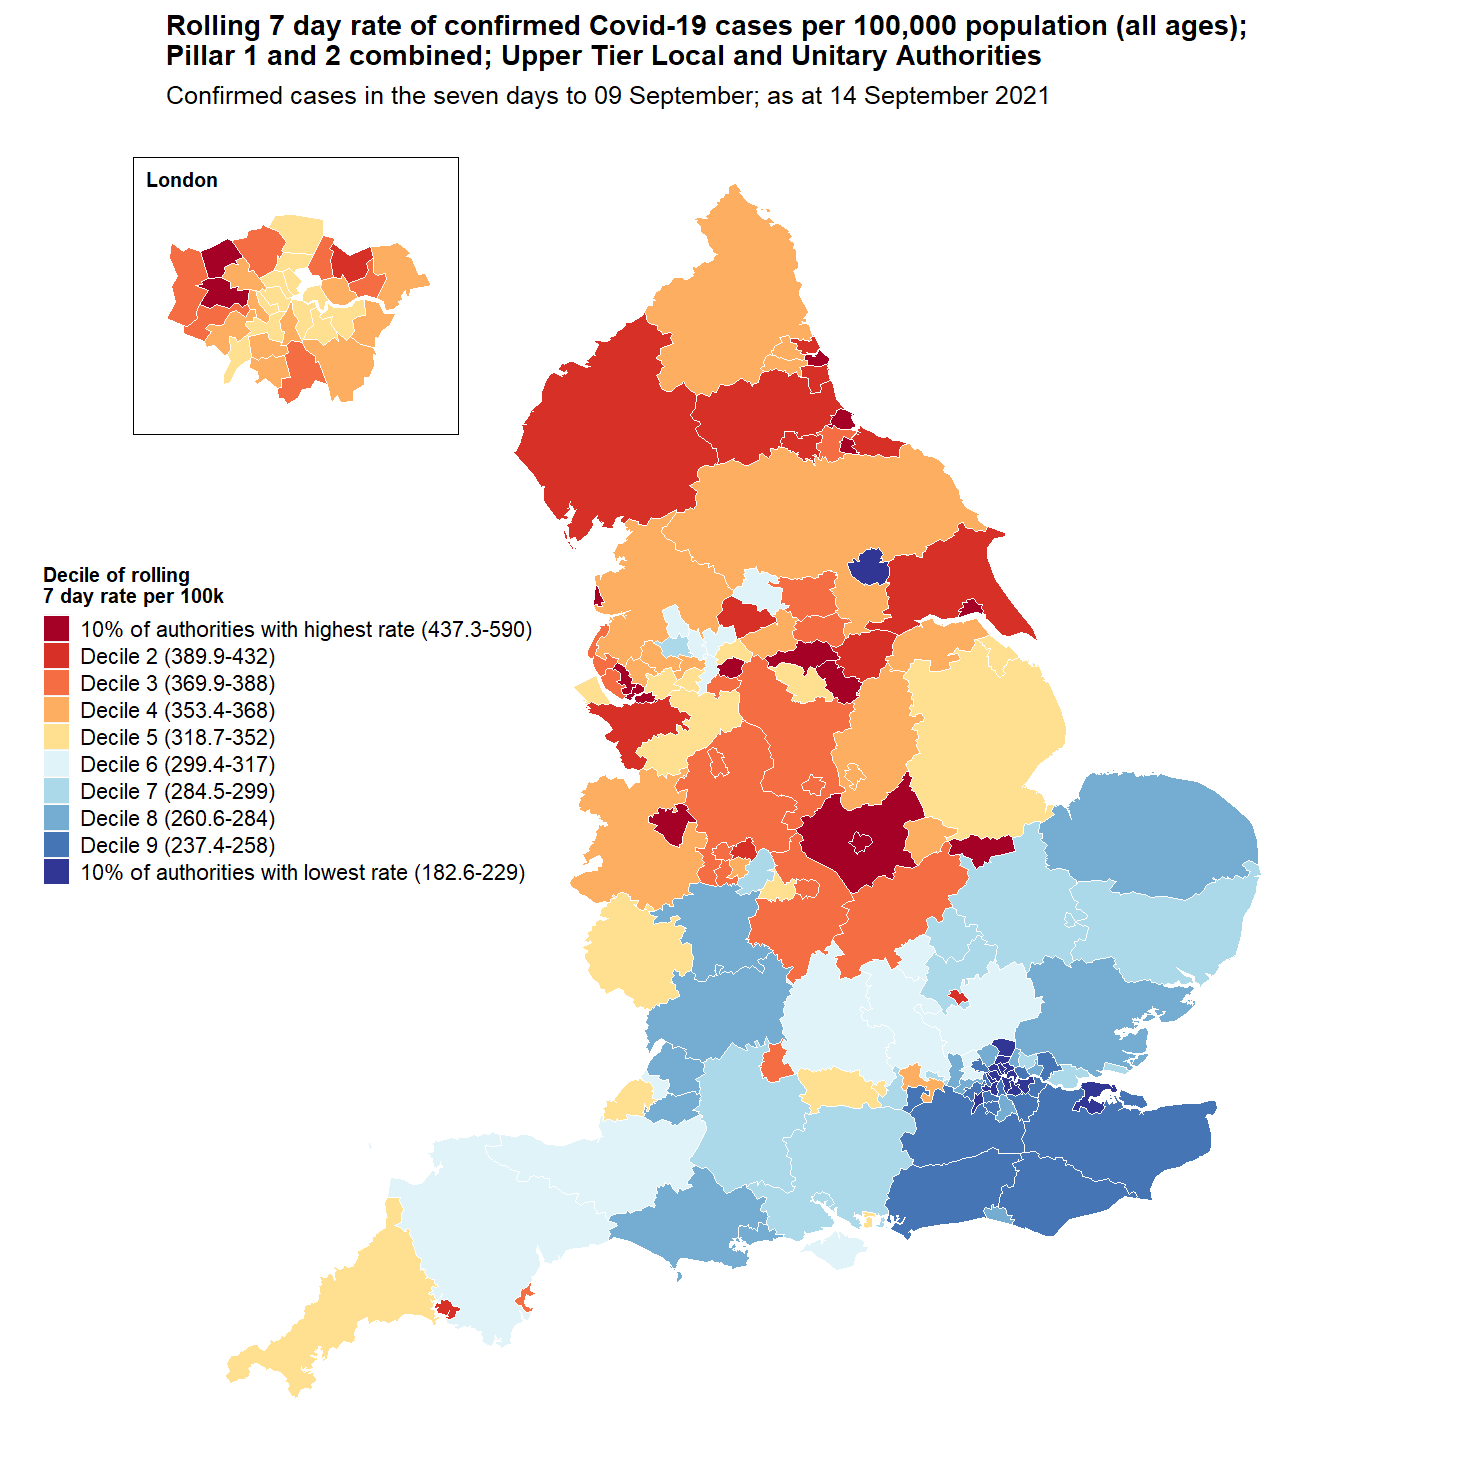 Rolling 7 day rate of confirmed Covid-19 cases per 100,000 population (all ages);
Pillar 1 and 2 combined; Upper Tier Local and Unitary Authorities
Confirmed cases in the seven days to 09 September; as at 14 September 2021
London
Decile of rolling
7 day rate per 100k
10% of authorities with highest rate (437.3-590)
Decile 2 (389.9-432)
Decile 3 (369.9-388)
Decile 4 (353.4-368)
Decile 5 (318.7-352)
Decile 6 (299.4-317)
Decile 7 (284.5-299)
Decile 8 (260.6-284)
Decile 9 (237.4-258)
10% of authorities with lowest rate (182.6-229)